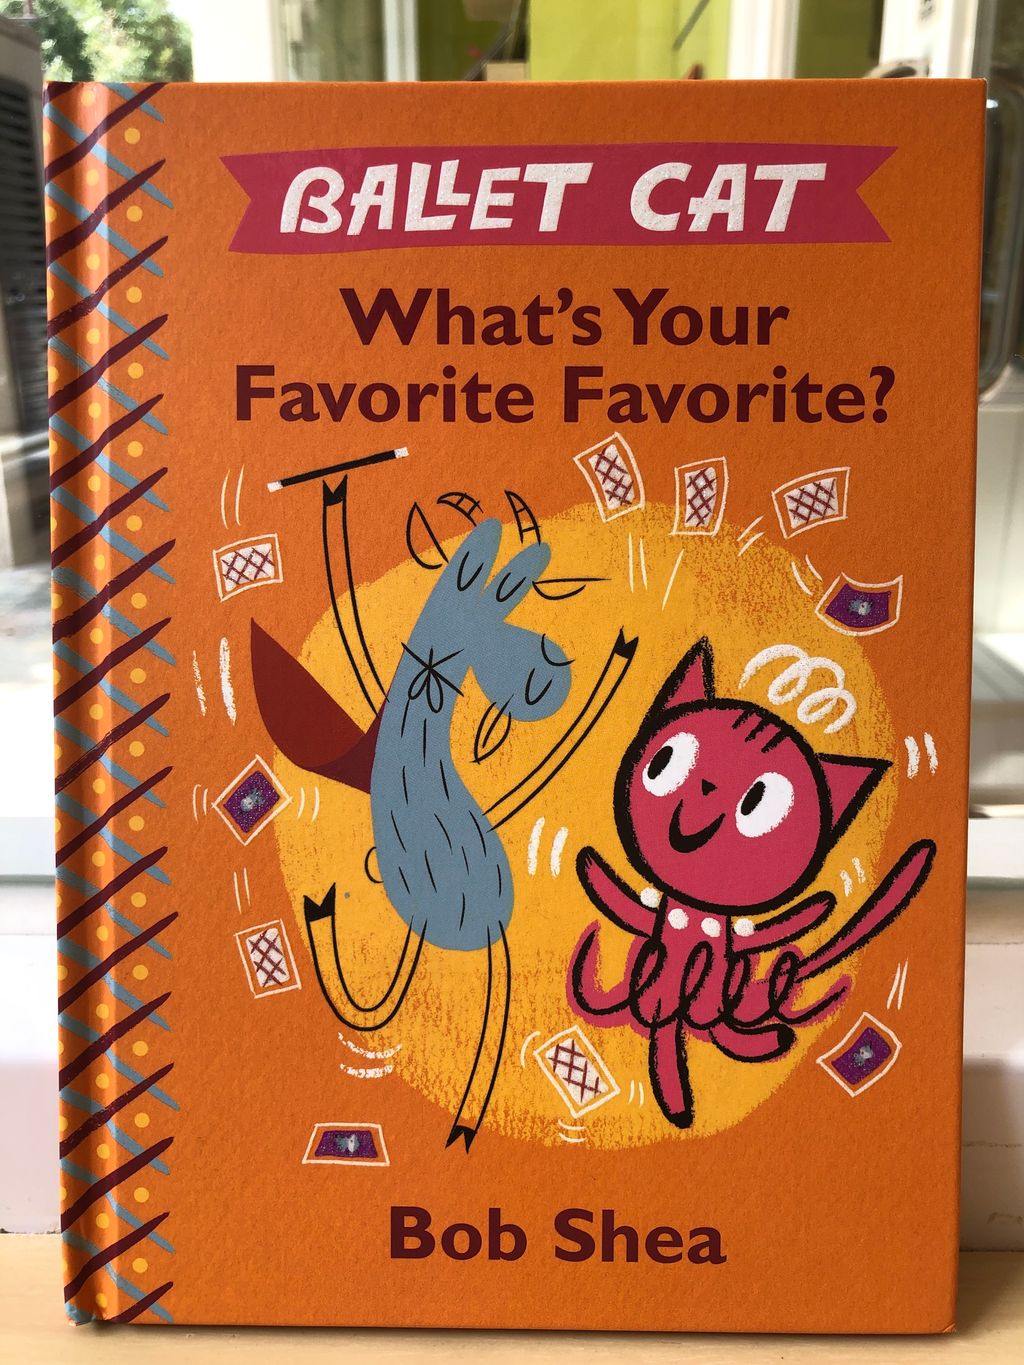 BALLET CAT
What's Your
Favorite Favorite?
Bob Shea